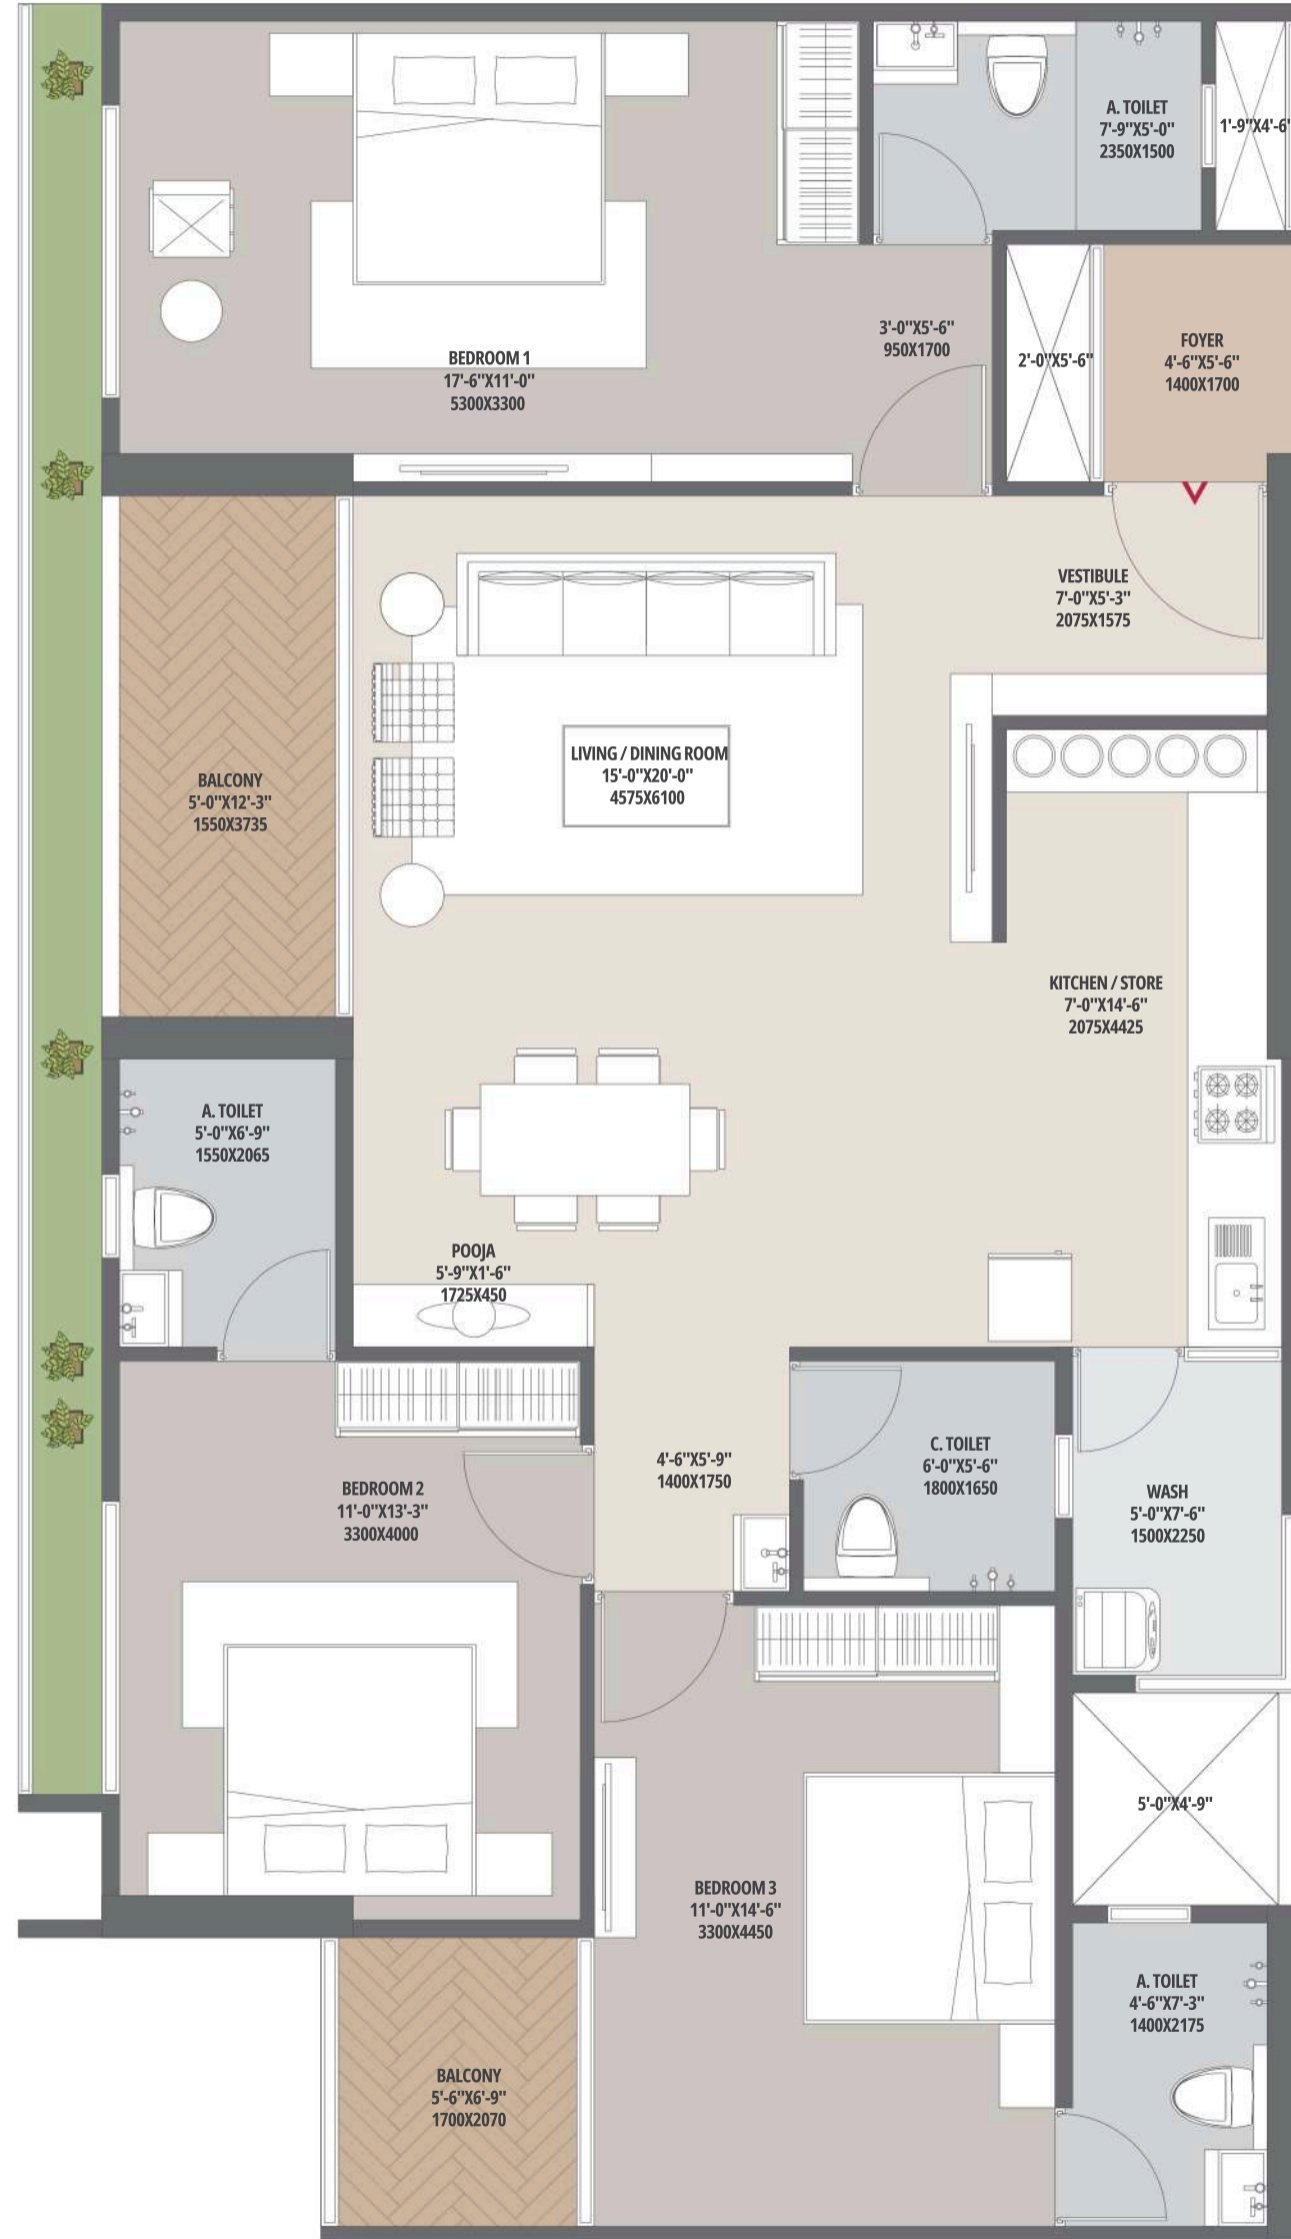 A. TOILET
7'-9"X5'-0"
2350X1500
1'-9"X4'-6"
BEDROOM 1
17'-6"X11'-0"
5300X3300
3'-0"X5'-6"
950X1700
2'-0"X5'-6"
FOYER
4'-6"X5'-6"
1400X1700
VESTIBULE
7'-0"X5'-3"
2075X1575
LIVING / DINING ROOM
15'-0"X20'-0"
4575X6100
BALCONY
5'-0"X12'-3"
1550X3735
KITCHEN / STORE
7'-0"X14'-6"
2075X4425
A. TOILET
5'-0"X6'-9"
1550X2065
POOJA
5'-9"X1'-6"
1725X450
BEDROOM 2
11'-0"X13'-3"
3300X4000
4'-6"X5'-9"
1400X1750
C. TOILET
6'-0"X5'-6"
1800X1650
WASH
5'-0"X7'-6"
1500X2250
5'-0"X4'-9"
BEDROOM 3
11'-0"X14'-6"
3300X4450
A. TOILET
4'-6"X7'-3"
1400X2175
BALCONY
5'-6"X6'-9"
1700X2070